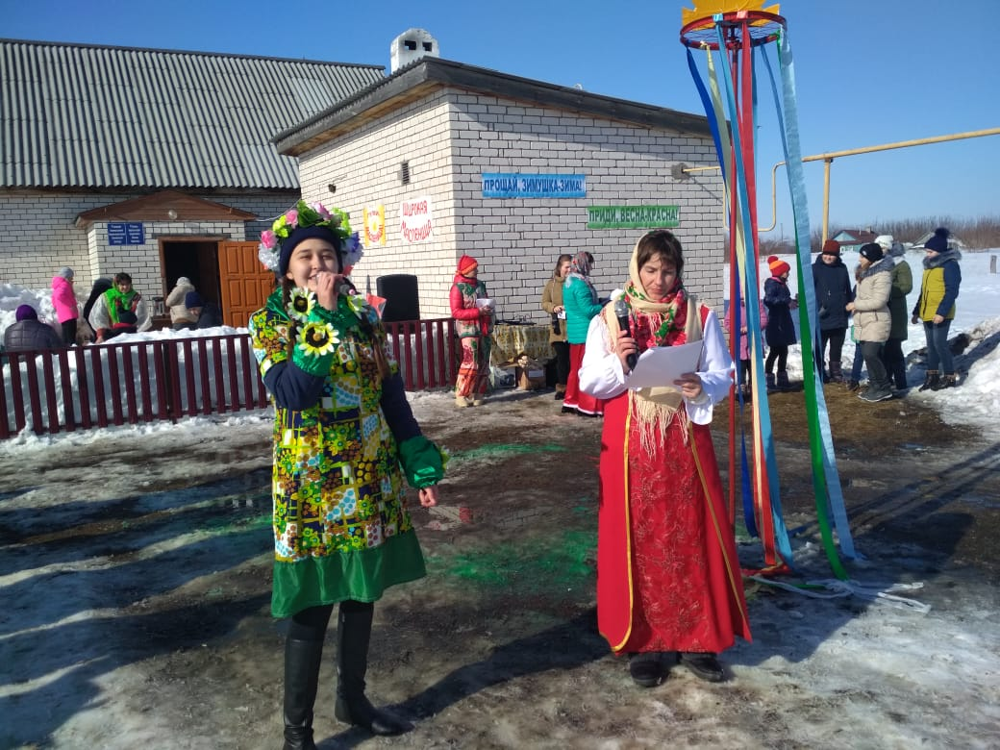 ПРОЩАЙ, ЗИМУШКА-ЗИМА!
ПРИДИ, ВЕСНА-КРАСНА!
ШИРОКАЯ
МАСЛЕНИЦА